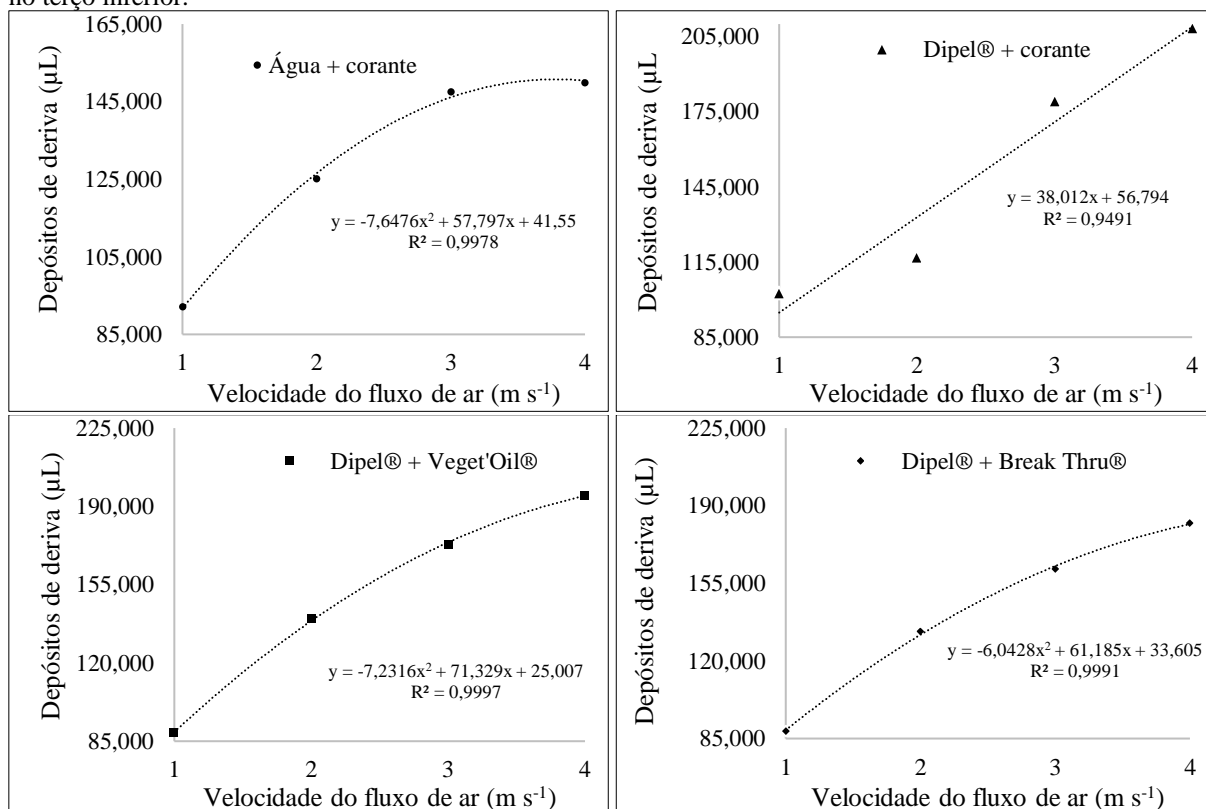 no terço inferior.
165,000
145,000
125,000
105,000
85,000
Depósitos de deriva (µL)
Água + corante
y = -7,6476x² + 57,797x + 41,55
R² = 0,9978
1 2 3 4
Velocidade do fluxo de ar (m s⁻¹)
205,000
175,000
145,000
115,000
85,000
Depósitos de deriva (µL
Dipel® + corante
y = 38,012x + 56,794
R² = 0,9491
1 2 3 4
Velocidade do fluxo de ar (m s⁻¹)
225,000
190,000
155,000
120,000
85,000
Depósitos de deriva (µL)
Dipel® + Veget'Oil®
y = -7,2316x² + 71,329x + 25,007
R² = 0,9997
1 2 3 4
Velocidade do fluxo de ar (m s⁻¹)
225,000
190,000
155,000
120,000
85,000
Depósitos de deriva (µL)
Dipel® + Break Thru®
y = -6,0428x² + 61,185x + 33,605
R² = 0,9991
1 2 3 4
Velocidade do fluxo de ar (m s⁻¹)